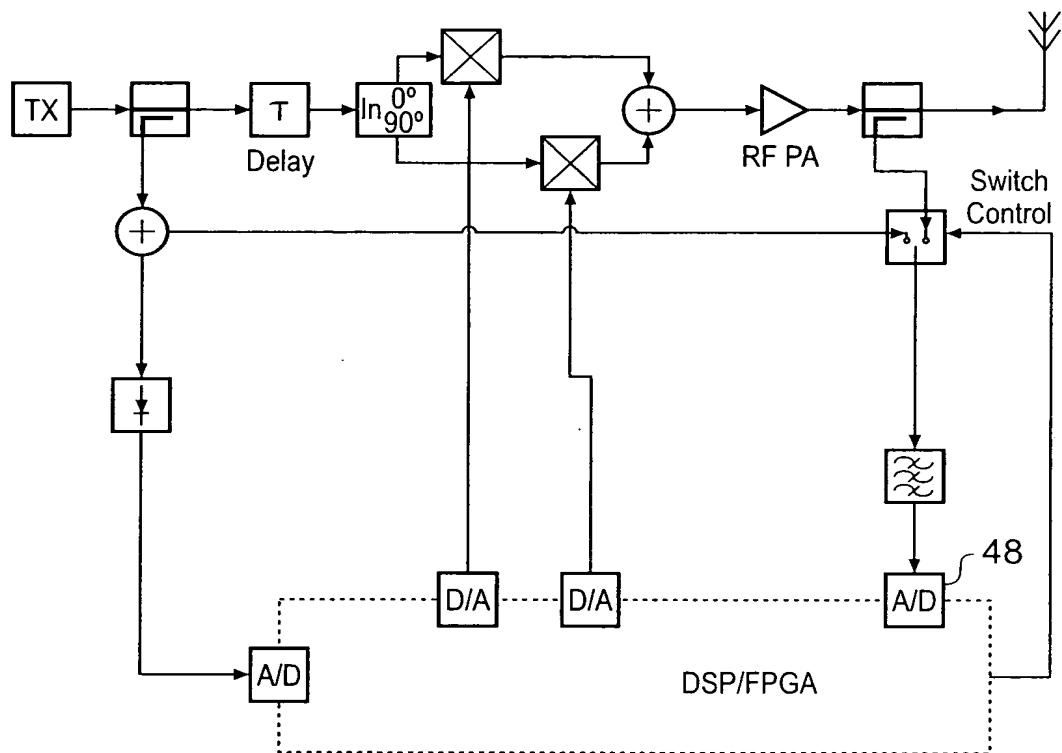 TX
τ
Delay
In 0°
90°
RF PA
Switch
Control
48
D/A
D/A
A/D
A/D
DSP/FPGA